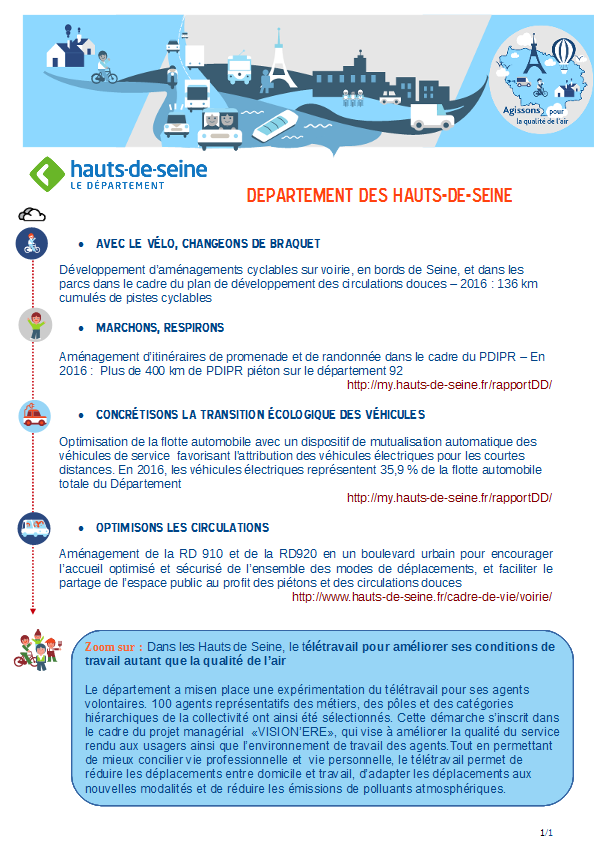 Agissons pour
la qualité de l'air
hauts-de-seine
LE DÉPARTEMENT
DEPARTEMENT DES HAUTS-DE-SEINE
• AVEC LE VÉLO, CHANGEONS DE BRAQUET
Développement d'aménagements cyclables sur voirie, en bords de Seine, et dans les
parcs dans le cadre du plan de développement des circulations douces – 2016 : 136 km
cumulés de pistes cyclables
• MARCHONS, RESPIRONS
Aménagement d'itinéraires de promenade et de randonnée dans le cadre du PDIPR – En
2016 : Plus de 400 km de PDIPR piéton sur le département 92
http://my.hauts-de-seine.fr/rapportDD/
• CONCRÉTISONS LA TRANSITION ÉCOLOGIQUE DES VÉHICULES
Optimisation de la flotte automobile avec un dispositif de mutualisation automatique des
véhicules de service favorisant l'attribution des véhicules électriques pour les courtes
distances. En 2016, les véhicules électriques représentent 35,9 % de la flotte automobile
totale du Département
http://my.hauts-de-seine.fr/rapportDD/
• OPTIMISONS LES CIRCULATIONS
Aménagement de la RD 910 et de la RD920 en un boulevard urbain pour encourager
l'accueil optimisé et sécurisé de l'ensemble des modes de déplacements, et faciliter le
partage de l'espace public au profit des piétons et des circulations douces
http://www.hauts-de-seine.fr/cadre-de-vie/voirie/
Zoom sur : Dans les Hauts de Seine, le télétravail pour améliorer ses conditions de
travail autant que la qualité de l'air
Le département a misen place une expérimentation du télétravail pour ses agents
volontaires. 100 agents représentatifs des métiers, des pôles et des catégories
hiérarchiques de la collectivité ont ainsi été sélectionnés. Cette démarche s'inscrit dans
le cadre du projet managérial «VISION'ERE», qui vise à améliorer la qualité du service
rendu aux usagers ainsi que l'environnement de travail des agents.Tout en permettant
de mieux concilier vie professionnelle et vie personnelle, le télétravail permet de
réduire les déplacements entre domicile et travail, d'adapter les déplacements aux
nouvelles modalités et de réduire les émissions de polluants atmosphériques.
1/1